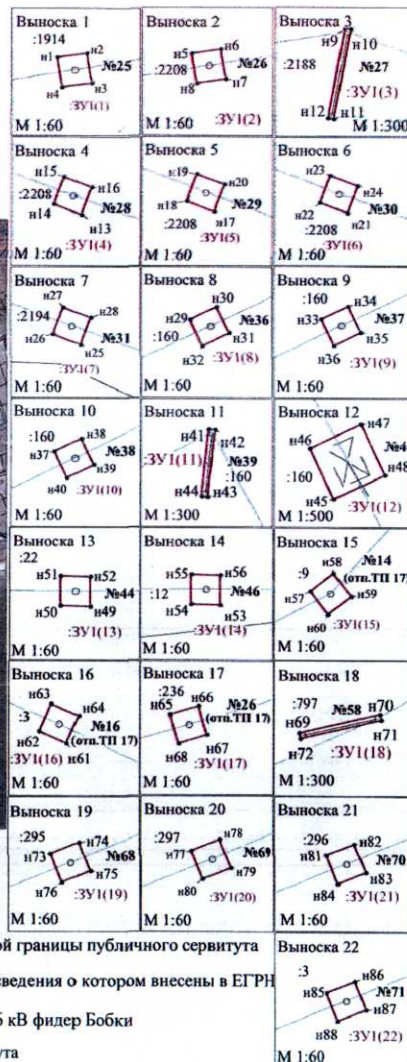 Выноска 1
:1914
н1 н2
№25
н4 н3
:ЗУ1(1)
М 1:60
Выноска 2
н5 н6
№26
:2208
н8 н7
:ЗУ1(2)
М 1:60
Выноска 3
н9 н10
:2188
№27
:ЗУ1(3)
н12 н11
М 1:300
Выноска 4
н15
н16
:2208
№28
н14
н13
:ЗУ1(4)
М 1:60
Выноска 5
н19
н20
№29
н18
н17
:2208
:ЗУ1(5)
М 1:60
Выноска 6
н23
н24
№30
н22
н21
:2208
:ЗУ1(6)
М 1:60
Выноска 7
н27
:2194
н28
№31
н26
н25
:ЗУ1(7)
М 1:60
Выноска 8
н30
н29
№36
н31
:160
н32
:ЗУ1(8)
М 1:60
Выноска 9
:160
н34
н33
№37
н35
н36
:ЗУ1(9)
М 1:60
Выноска 10
:160
н38
н37
№38
н39
н40
:ЗУ1(10)
М 1:60
Выноска 11
н41
н42
:ЗУ1(11)
№39
:160
н44 н43
М 1:300
Выноска 12
н47
н46
н48
:160
н45
:ЗУ1(12)
М 1:500
Выноска 13
:22
н51 н52
№44
н50 н49
:ЗУ1(13)
М 1:60
Выноска 14
н55 н56
№46
:12
н54 н53
:ЗУ1(14)
М 1:60
Выноска 15
н58
№14
:9
(отп.ТП 17)
н57
н59
н60
:ЗУ1(15)
М 1:60
Выноска 16
н63
н64
:3
№16
н62
(отп.ТП 17)
:ЗУ1(16)
н61
М 1:60
Выноска 17
:236
н66
н65
№26
(отп.ТП 17)
н67
н68
:ЗУ1(17)
М 1:60
Выноска 18
:797
№58
н70
н69
н71
н72
:ЗУ1(18)
М 1:300
Выноска 19
:295
н74
н73
№68
н75
н76
:ЗУ1(19)
М 1:60
Выноска 20
:297
н78
н77
№69
н79
н80
:ЗУ1(20)
М 1:60
Выноска 21
:296
н82
н81
№70
н83
н84
:ЗУ1(21)
М 1:60
ой границы публичного сервитута
сведения о котором внесены в ЕГРН
6 кВ фидер Бобки
ута
Выноска 22
:3
н86
н85
№71
н87
н88
:ЗУ1(22)
М 1:60